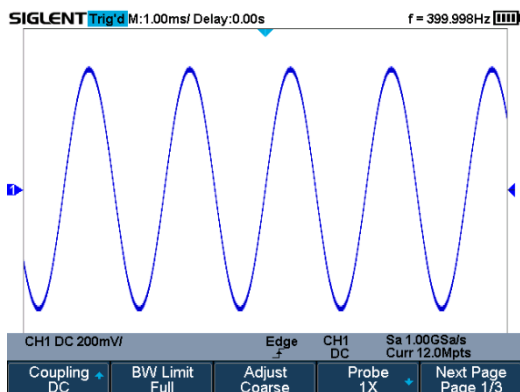 SIGLENT Trig'd M:1.00ms/ Delay:0.00s f = 399.998Hz
1
CH1 DC 200mV/ Edge CH1 Sa 1.00GSa/s
DC Curr 12.0Mpts
Coupling BW Limit Adjust Probe Next Page
DC Full Coarse 1X Page 1/3